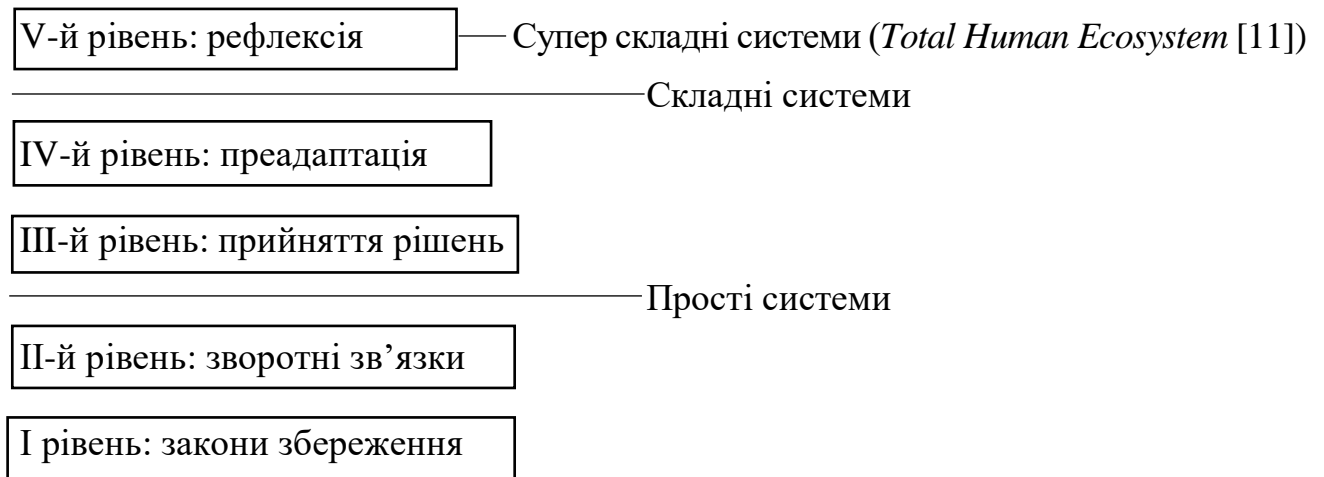 V-й рівень: рефлексія Супер складні системи (Total Human Ecosystem [11])
Складні системи
IV-й рівень: преадаптація
III-й рівень: прийняття рішень
Прості системи
II-й рівень: зворотні зв’язки
I рівень: закони збереження